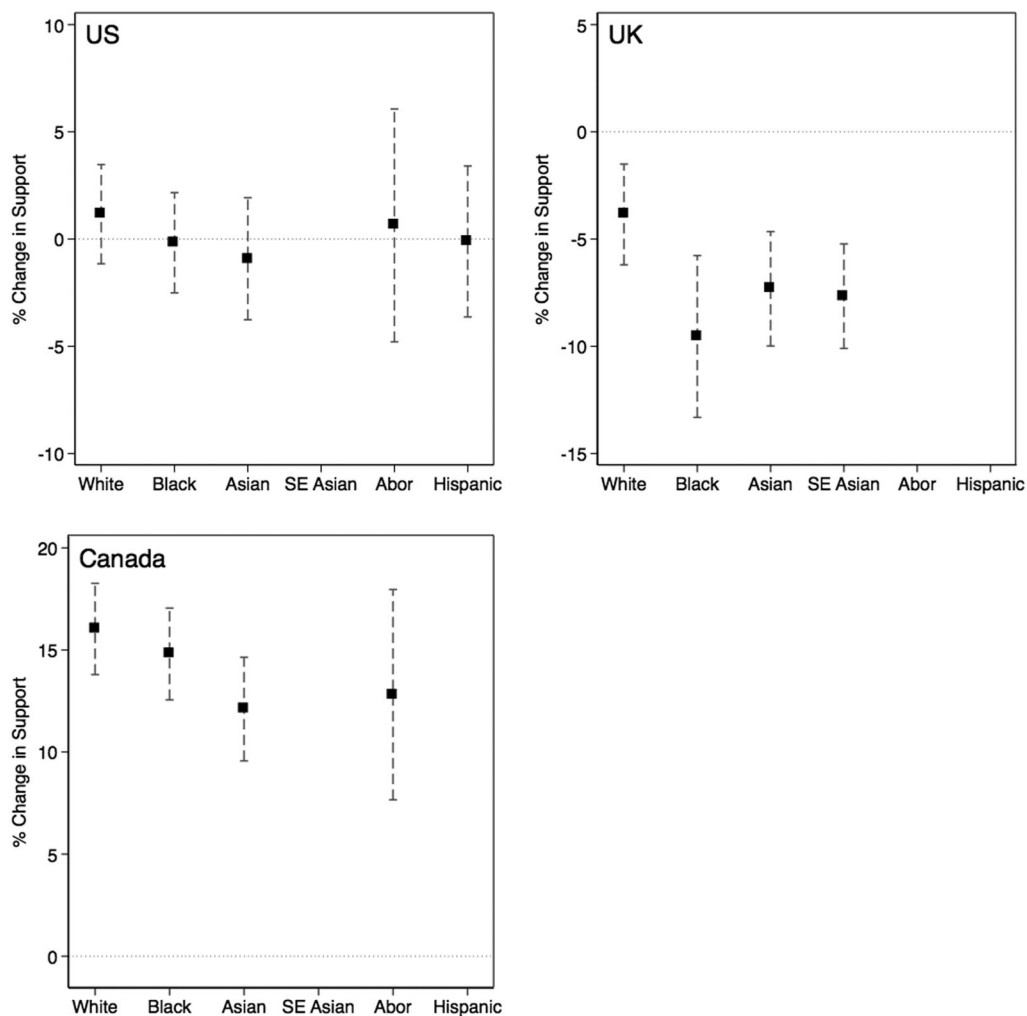 US
% Change in Support
10
5
0
-5
-10
White Black Asian SE Asian Abor Hispanic
UK
% Change in Support
5
0
-5
-10
-15
White Black Asian SE Asian Abor Hispanic
Canada
% Change in Support
20
15
10
5
0
White Black Asian SE Asian Abor Hispanic